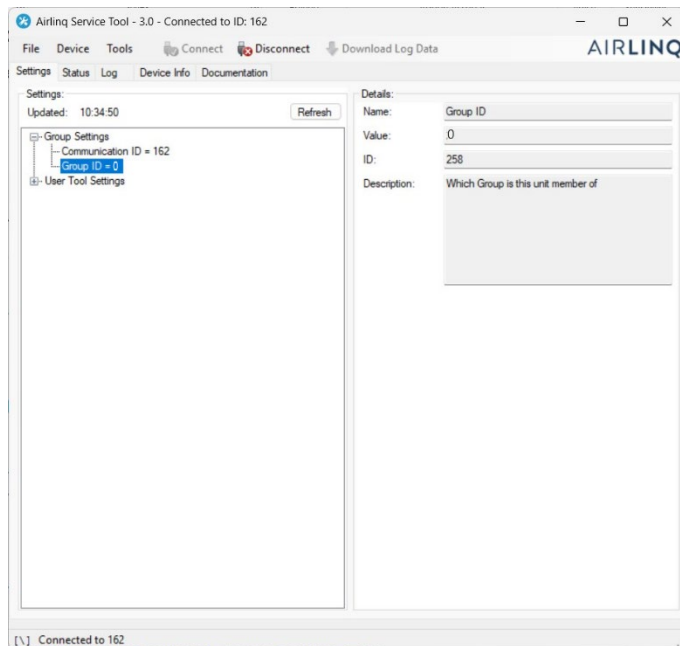 Airlinq Service Tool - 3.0 - Connected to ID: 162
File Device Tools Connect Disconnect Download Log Data AIRLINQ
Settings Status Log Device Info Documentation
Settings:
Updated: 10:34:50 Refresh
Group Settings
Communication ID = 162
Group ID = 0
User Tool Settings
Details:
Name: Group ID
Value: 0
ID: 258
Description: Which Group is this unit member of
[\] Connected to 162